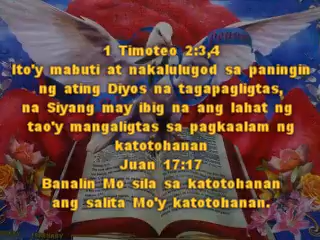 1 Timoteo 2:3,4
Ito'y mabuti at nakalulugod sa paningin
ng ating Diyos na tagapagligtas,
na Siyang may ibig na ang lahat ng
tao'y mangaligtas sa pagkaalam ng
katotohanan
Juan 17:17
Banalin Mo sila sa katotohanan
ang salita Mo'y katotohanan.